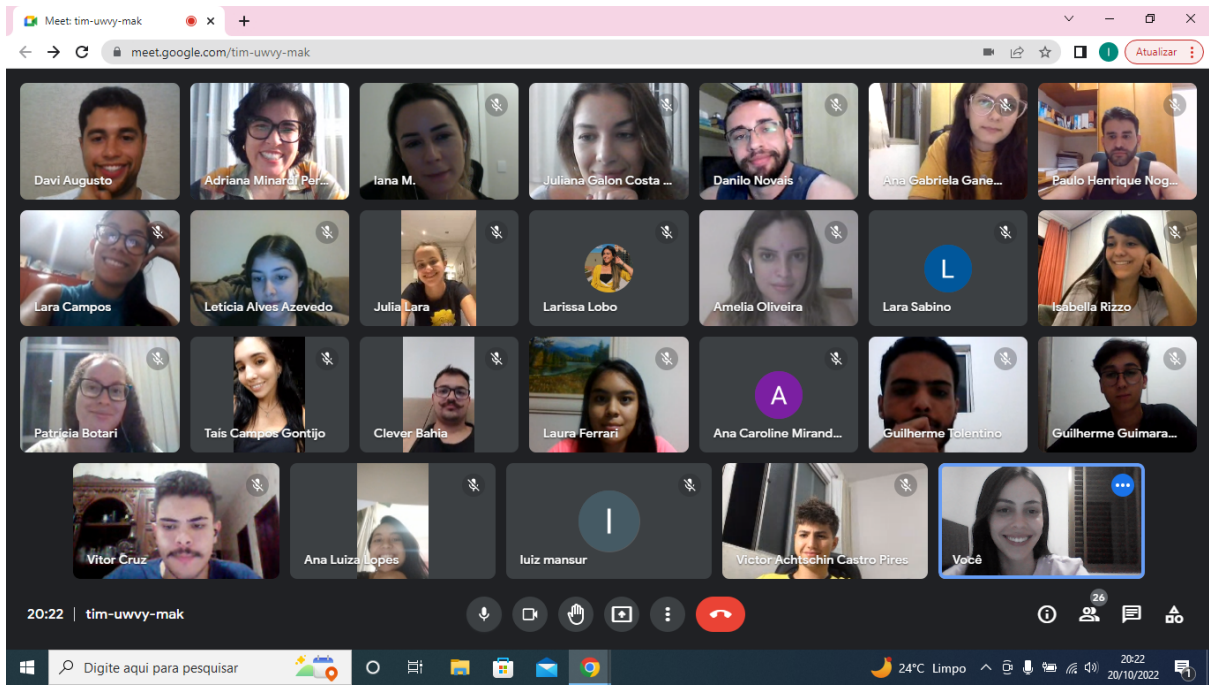 Meet: tim-uwvy-mak
meet.google.com/tim-uwvy-mak
I
Atualizar
Davi Augusto
Adriana Minardi Per...
Iana M.
Juliana Galon Costa ...
Danilo Novais
Ana Gabriela Gane...
Paulo Henrique Nog...
Lara Campos
Letícia Alves Azevedo
Julia Lara
Larissa Lobo
Amelia Oliveira
L
Lara Sabino
Isabella Rizzo
Patrícia Botari
Taís Campos Gontijo
Clever Bahia
Laura Ferrari
A
Ana Caroline Mirand...
Guilherme Tolentino
Guilherme Guimara...
Vitor Cruz
Ana Luiza Lopes
l
luiz mansur
Victor Achtschin Castro Pires
Você
20:22 | tim-uwvy-mak
26
Digite aqui para pesquisar
24°C Limpo
20:22
20/10/2022
1